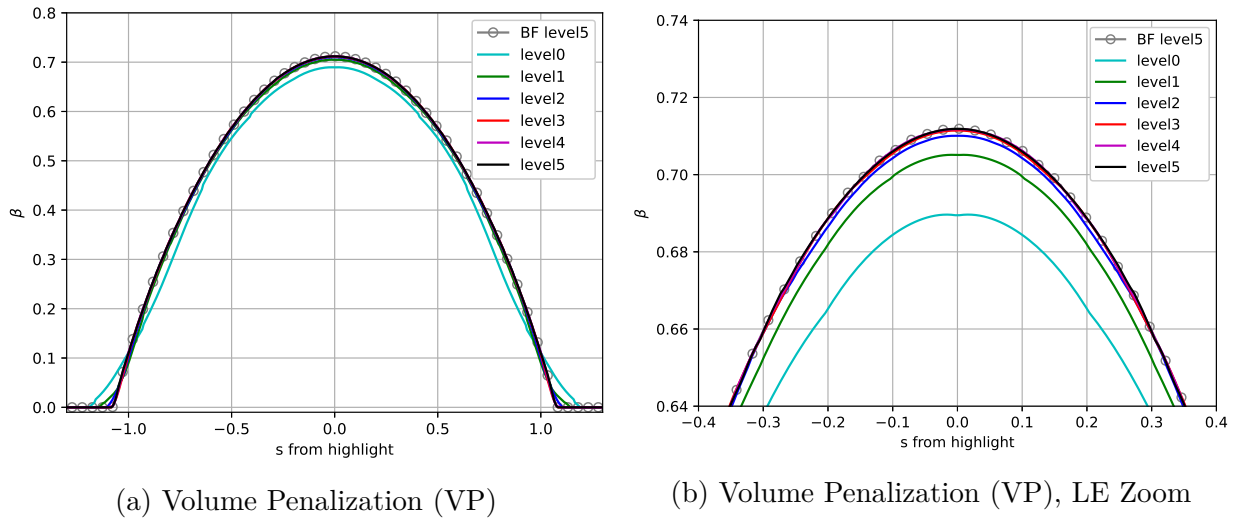 0.8
0.7
0.6
0.5
0.4
0.3
0.2
0.1
0.0
β
−1.0 −0.5 0.0 0.5 1.0
s from highlight
BF level5
level0
level1
level2
level3
level4
level5
(a) Volume Penalization (VP)
0.74
0.72
0.70
0.68
0.66
0.64
β
−0.4 −0.3 −0.2 −0.1 0.0 0.1 0.2 0.3 0.4
s from highlight
BF level5
level0
level1
level2
level3
level4
level5
(b) Volume Penalization (VP), LE Zoom